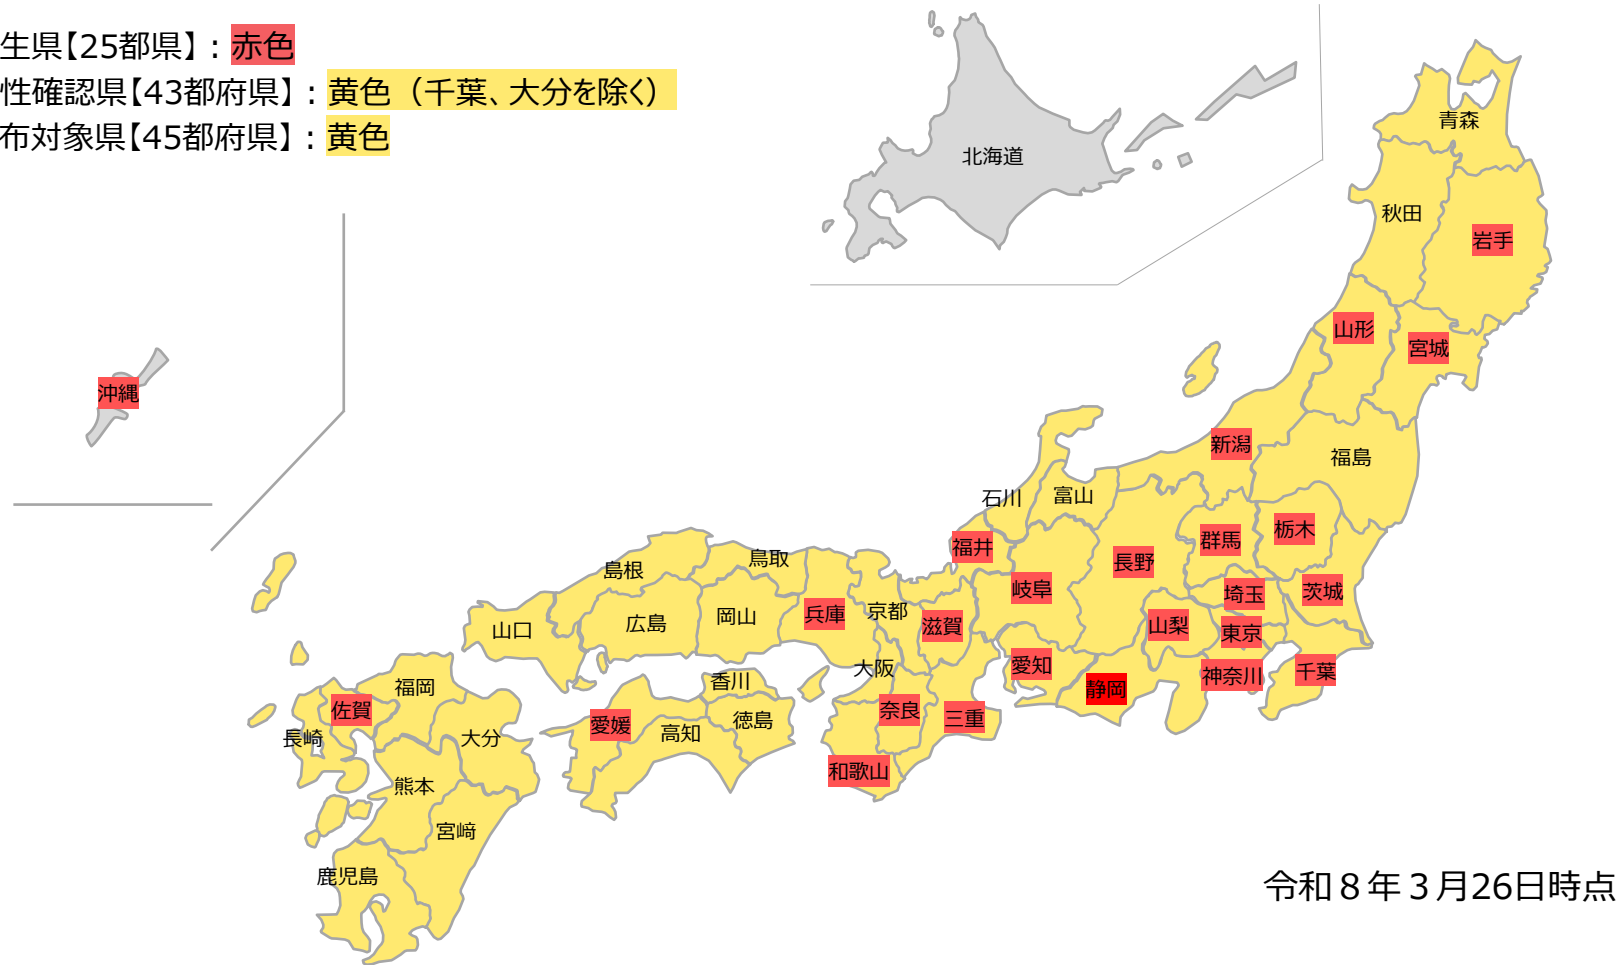 生県【25都県】:赤色
性確認県【43都府県】:黄色（千葉、大分を除く）
布対象県【45都府県】:黄色
北海道
青森
秋田
岩手
山形
宮城
沖縄
新潟
福島
石川
富山
福井
群馬
栃木
長野
鳥取
島根
岐阜
埼玉
茨城
兵庫
京都
岡山
広島
山口
滋賀
山梨
東京
愛知
大阪
神奈川
千葉
静岡
香川
福岡
佐賀
奈良
三重
愛媛
徳島
高知
長崎
大分
和歌山
熊本
宮﨑
鹿児島
令和８年３月26日時点